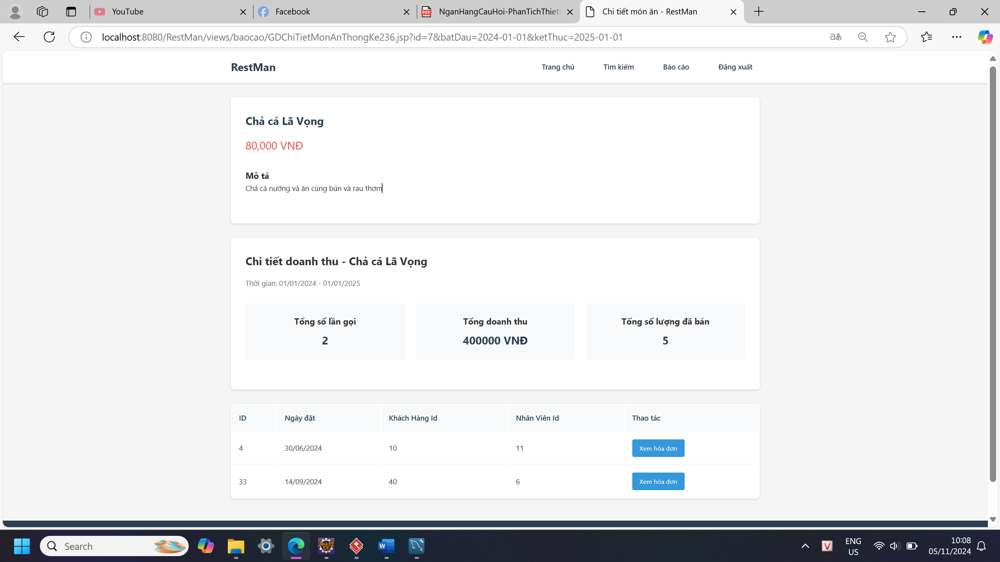 YouTube
Facebook
NganHangCauHoi-PhanTichThiet
Chi tiết món ăn - RestMan
localhost:8080/RestMan/views/baocao/GDChiTietMonAnThongKe236.jsp?id=7&batDau=2024-01-01&ketThuc=2025-01-01
RestMan
Trang chủ
Tìm kiếm
Báo cáo
Đăng xuất
Chả cá Lã Vọng
80,000 VNĐ
Mô tả
Chả cá nướng và ăn cùng bún và rau thơm
Chi tiết doanh thu - Chả cá Lã Vọng
Thời gian: 01/01/2024 - 01/01/2025
Tổng số lần gọi
2
Tổng doanh thu
400000 VNĐ
Tổng số lượng đã bán
5
ID Ngày đặt Khách Hàng Id Nhân Viên Id Thao tác
4 30/06/2024 10 11 Xem hóa đơn
33 14/09/2024 40 6 Xem hóa đơn
Search
ENG
US
10:08
05/11/2024